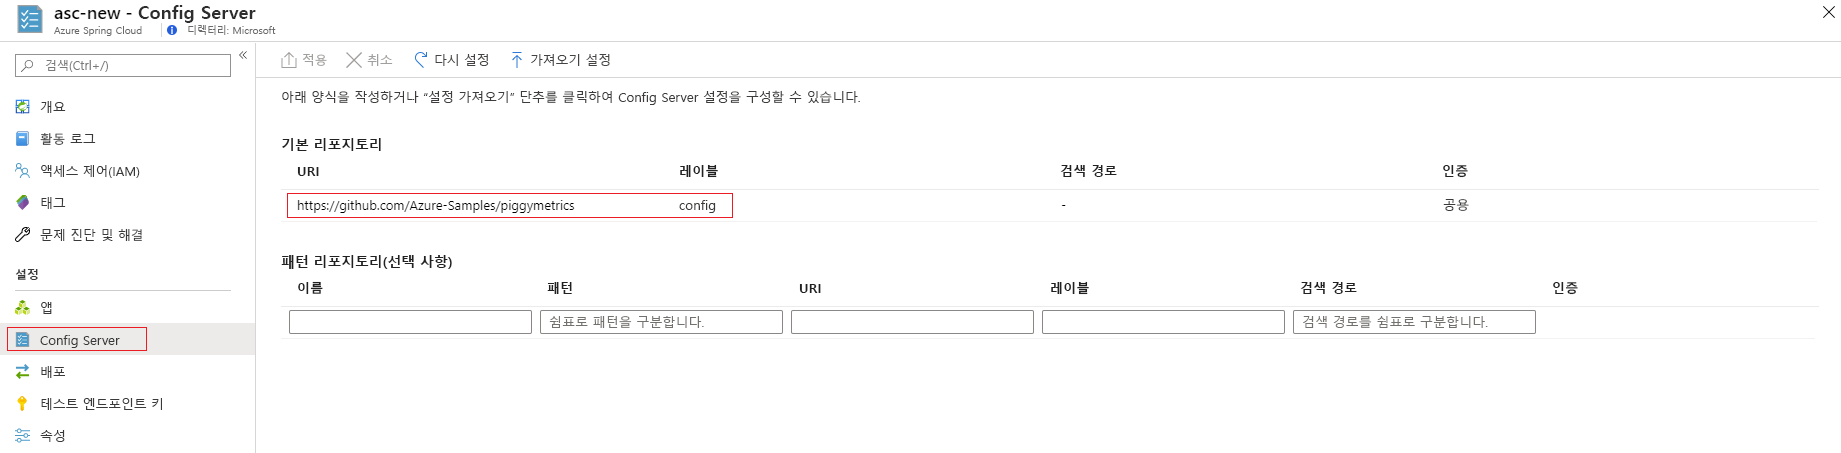 asc-new - Config Server
Azure Spring Cloud 디렉터리: Microsoft
검색(Ctrl+/)
개요
활동 로그
액세스 제어(IAM)
태그
문제 진단 및 해결
설정
앱
Config Server
배포
테스트 엔드포인트 키
속성
적용 취소 다시 설정 가져오기 설정
아래 양식을 작성하거나 “설정 가져오기” 단추를 클릭하여 Config Server 설정을 구성할 수 있습니다.
기본 리포지토리
URI 레이블 검색 경로 인증
https://github.com/Azure-Samples/piggymetrics config - 공용
패턴 리포지토리(선택 사항)
이름 패턴 URI 레이블 검색 경로 인증
쉼표로 패턴을 구분합니다. 검색 경로를 쉼표로 구분합니다.